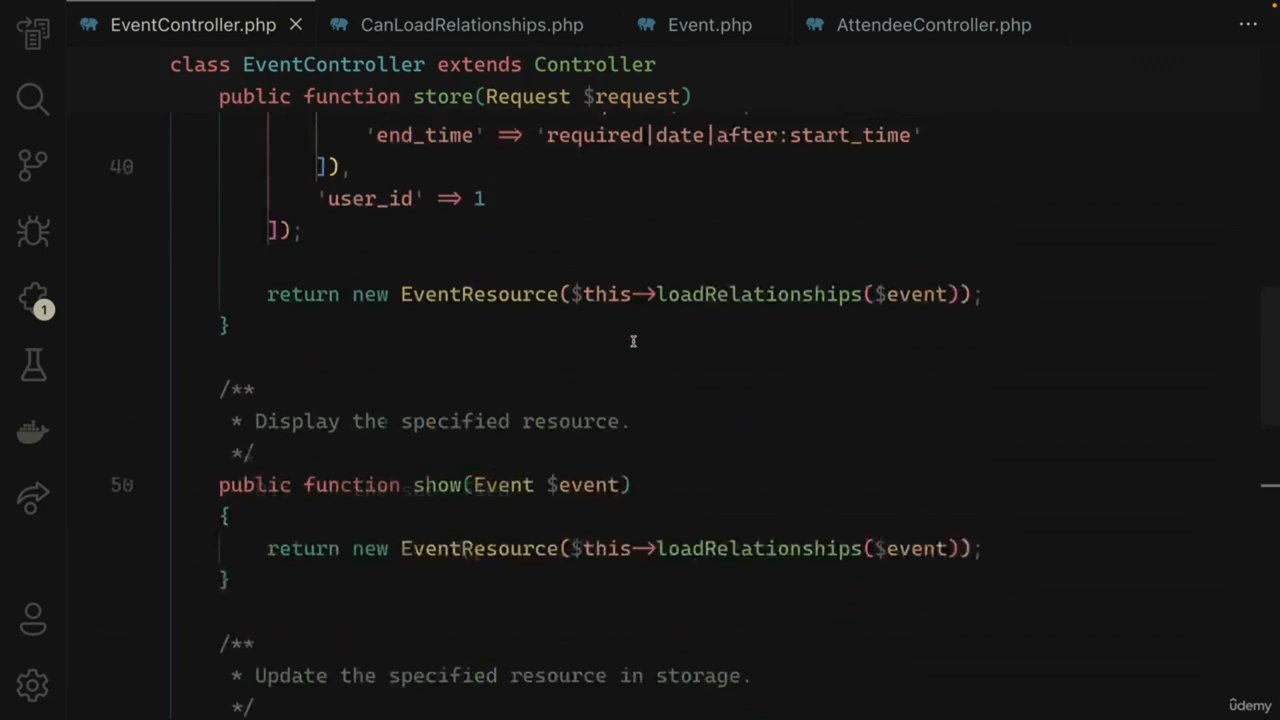 EventController.php
CanLoadRelationships.php
Event.php
AttendeeController.php
class EventController extends Controller
public function store(Request $request)
'end_time' => 'required|date|after:start_time'
40 ]),
'user_id' => 1
]);
return new EventResource($this->loadRelationships($event));
}
/**
* Display the specified resource.
*/
50 public function show(Event $event)
{
return new EventResource($this->loadRelationships($event));
}
/**
* Update the specified resource in storage.
*/
1
ûdemy